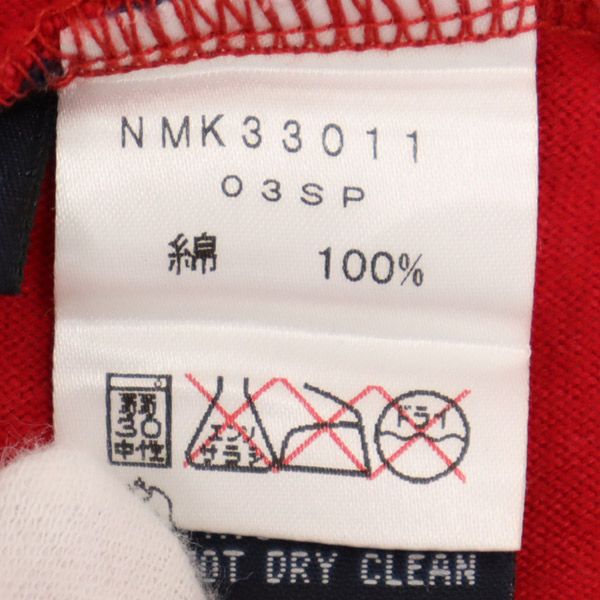 NMK33011
03SP
綿 100%
弱弱 エンソ ドライ
30 サラシ
中性
OT DRY CLEAN